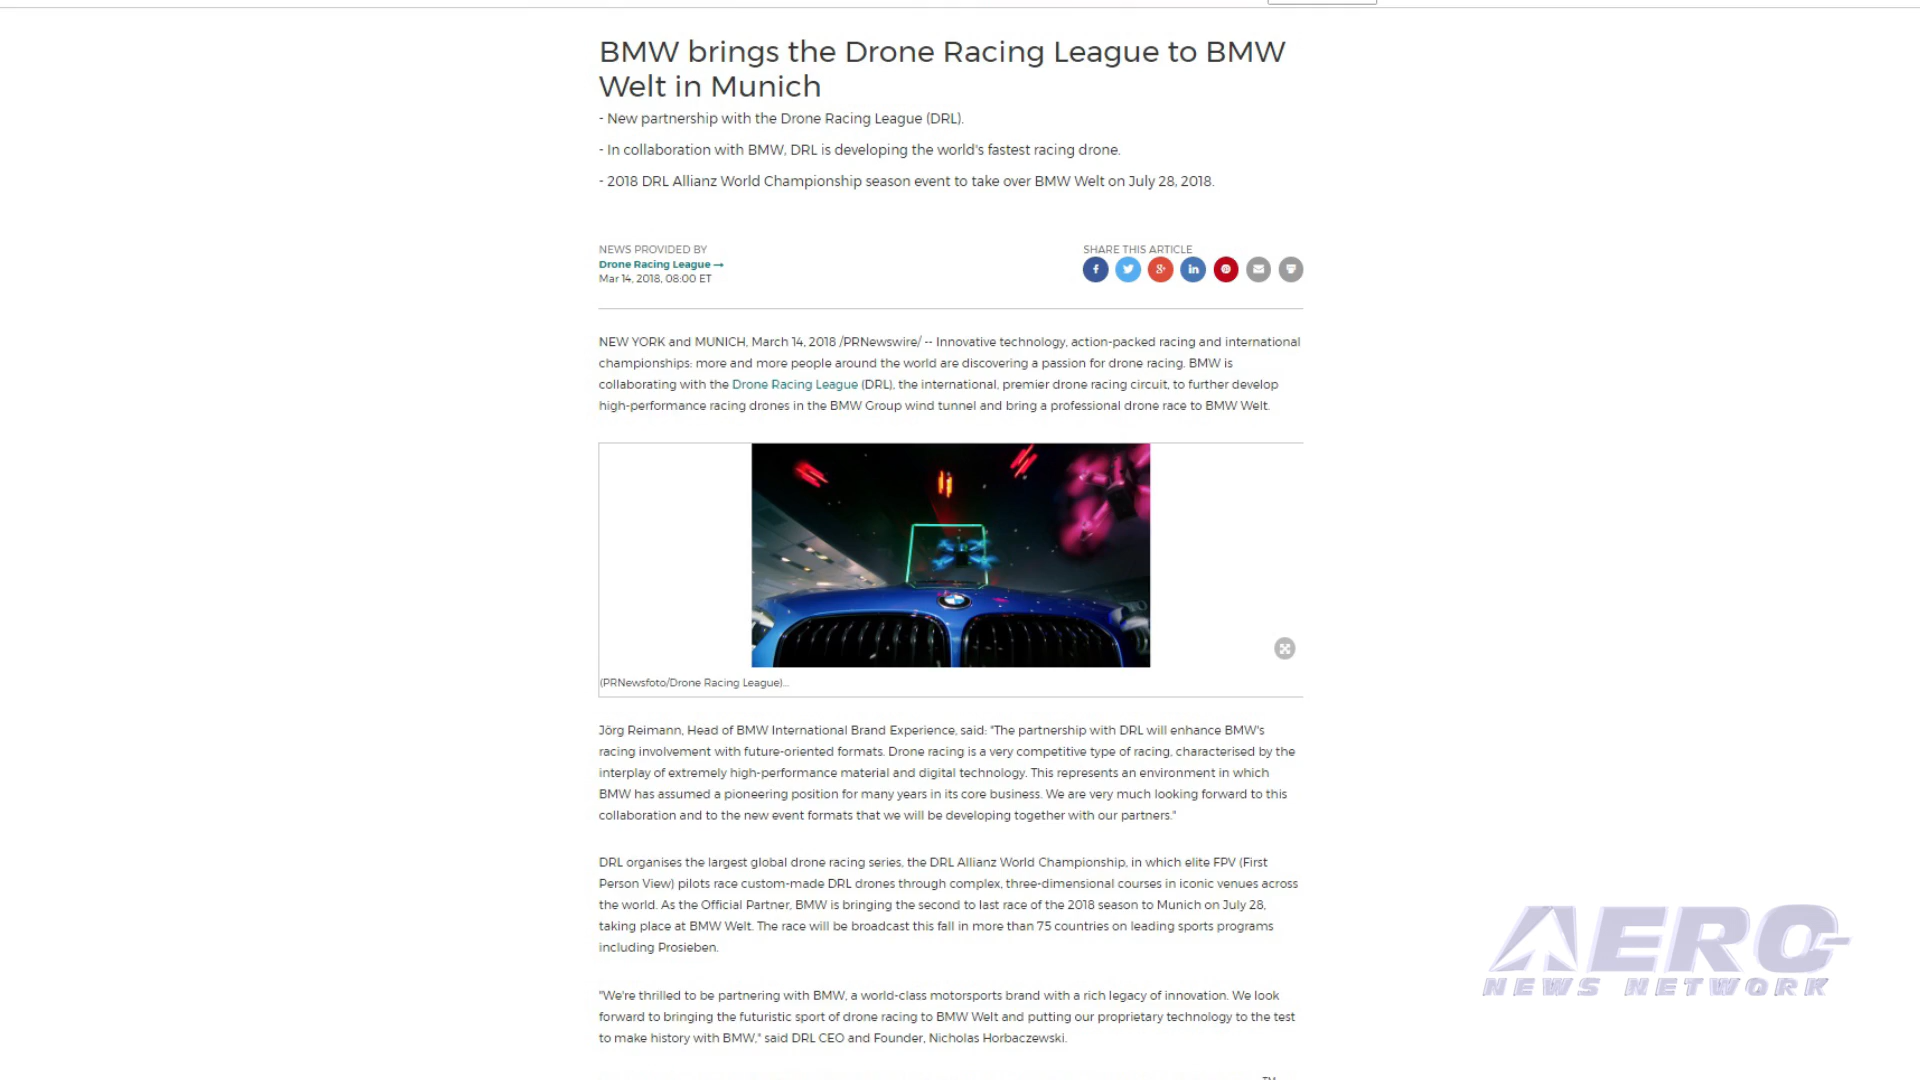 BMW brings the Drone Racing League to BMW
Welt in Munich
- New partnership with the Drone Racing League (DRL).
- In collaboration with BMW, DRL is developing the world's fastest racing drone.
- 2018 DRL Allianz World Championship season event to take over BMW Welt on July 28, 2018.
NEWS PROVIDED BY
Drone Racing League →
Mar 14, 2018, 08:00 ET
SHARE THIS ARTICLE
NEW YORK and MUNICH, March 14, 2018 /PRNewswire/ -- Innovative technology, action-packed racing and international
championships: more and more people around the world are discovering a passion for drone racing. BMW is
collaborating with the Drone Racing League (DRL), the international, premier drone racing circuit, to further develop
high-performance racing drones in the BMW Group wind tunnel and bring a professional drone race to BMW Welt.
(PRNewsfoto/Drone Racing League)...
Jörg Reimann, Head of BMW International Brand Experience, said: "The partnership with DRL will enhance BMW's
racing involvement with future-oriented formats. Drone racing is a very competitive type of racing, characterised by the
interplay of extremely high-performance material and digital technology. This represents an environment in which
BMW has assumed a pioneering position for many years in its core business. We are very much looking forward to this
collaboration and to the new event formats that we will be developing together with our partners."
DRL organises the largest global drone racing series, the DRL Allianz World Championship, in which elite FPV (First
Person View) pilots race custom-made DRL drones through complex, three-dimensional courses in iconic venues across
the world. As the Official Partner, BMW is bringing the second to last race of the 2018 season to Munich on July 28,
taking place at BMW Welt. The race will be broadcast this fall in more than 75 countries on leading sports programs
including Prosieben.
"We're thrilled to be partnering with BMW, a world-class motorsports brand with a rich legacy of innovation. We look
forward to bringing the futuristic sport of drone racing to BMW Welt and putting our proprietary technology to the test
to make history with BMW," said DRL CEO and Founder, Nicholas Horbaczewski.
AERO-
NEWS NETWORK